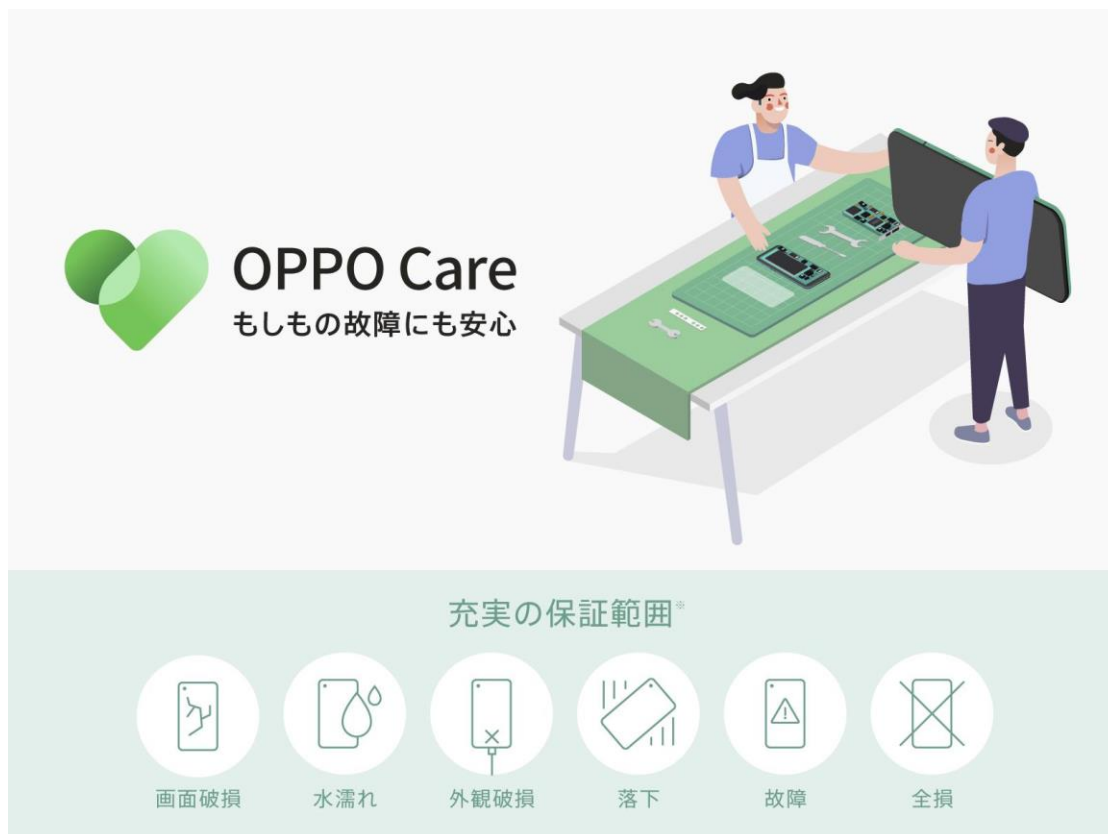 OPPO Care
もしもの故障にも安心
充実の保証範囲※
画面破損
水濡れ
外観破損
落下
故障
全損